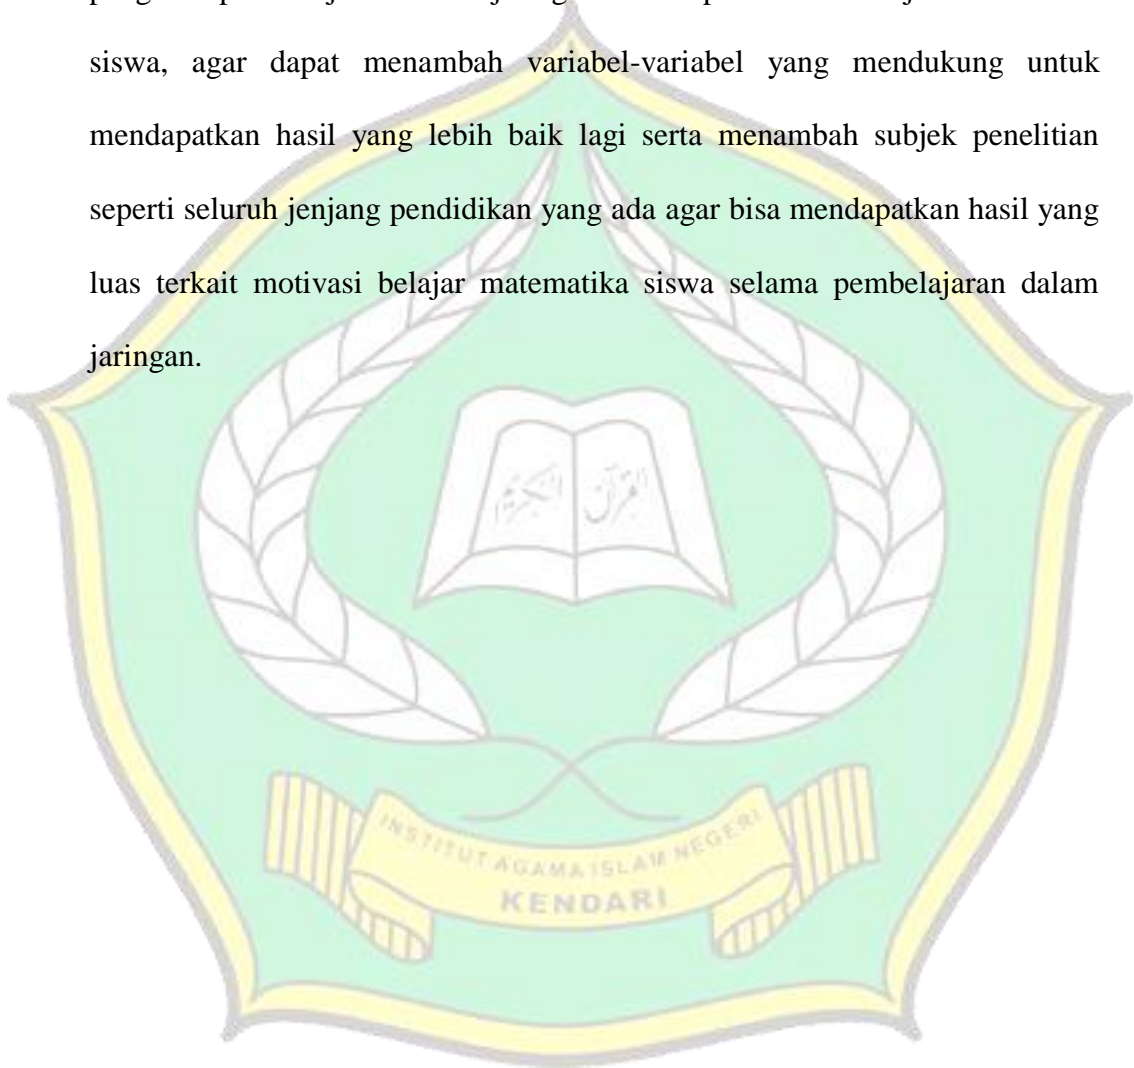 siswa, agar dapat menambah variabel-variabel yang mendukung untuk
mendapatkan hasil yang lebih baik lagi serta menambah subjek penelitian
seperti seluruh jenjang pendidikan yang ada agar bisa mendapatkan hasil yang
luas terkait motivasi belajar matematika siswa selama pembelajaran dalam
jaringan.
القرآن الكريم
INSTITUT AGAMA ISLAM NEGERI
KENDARI